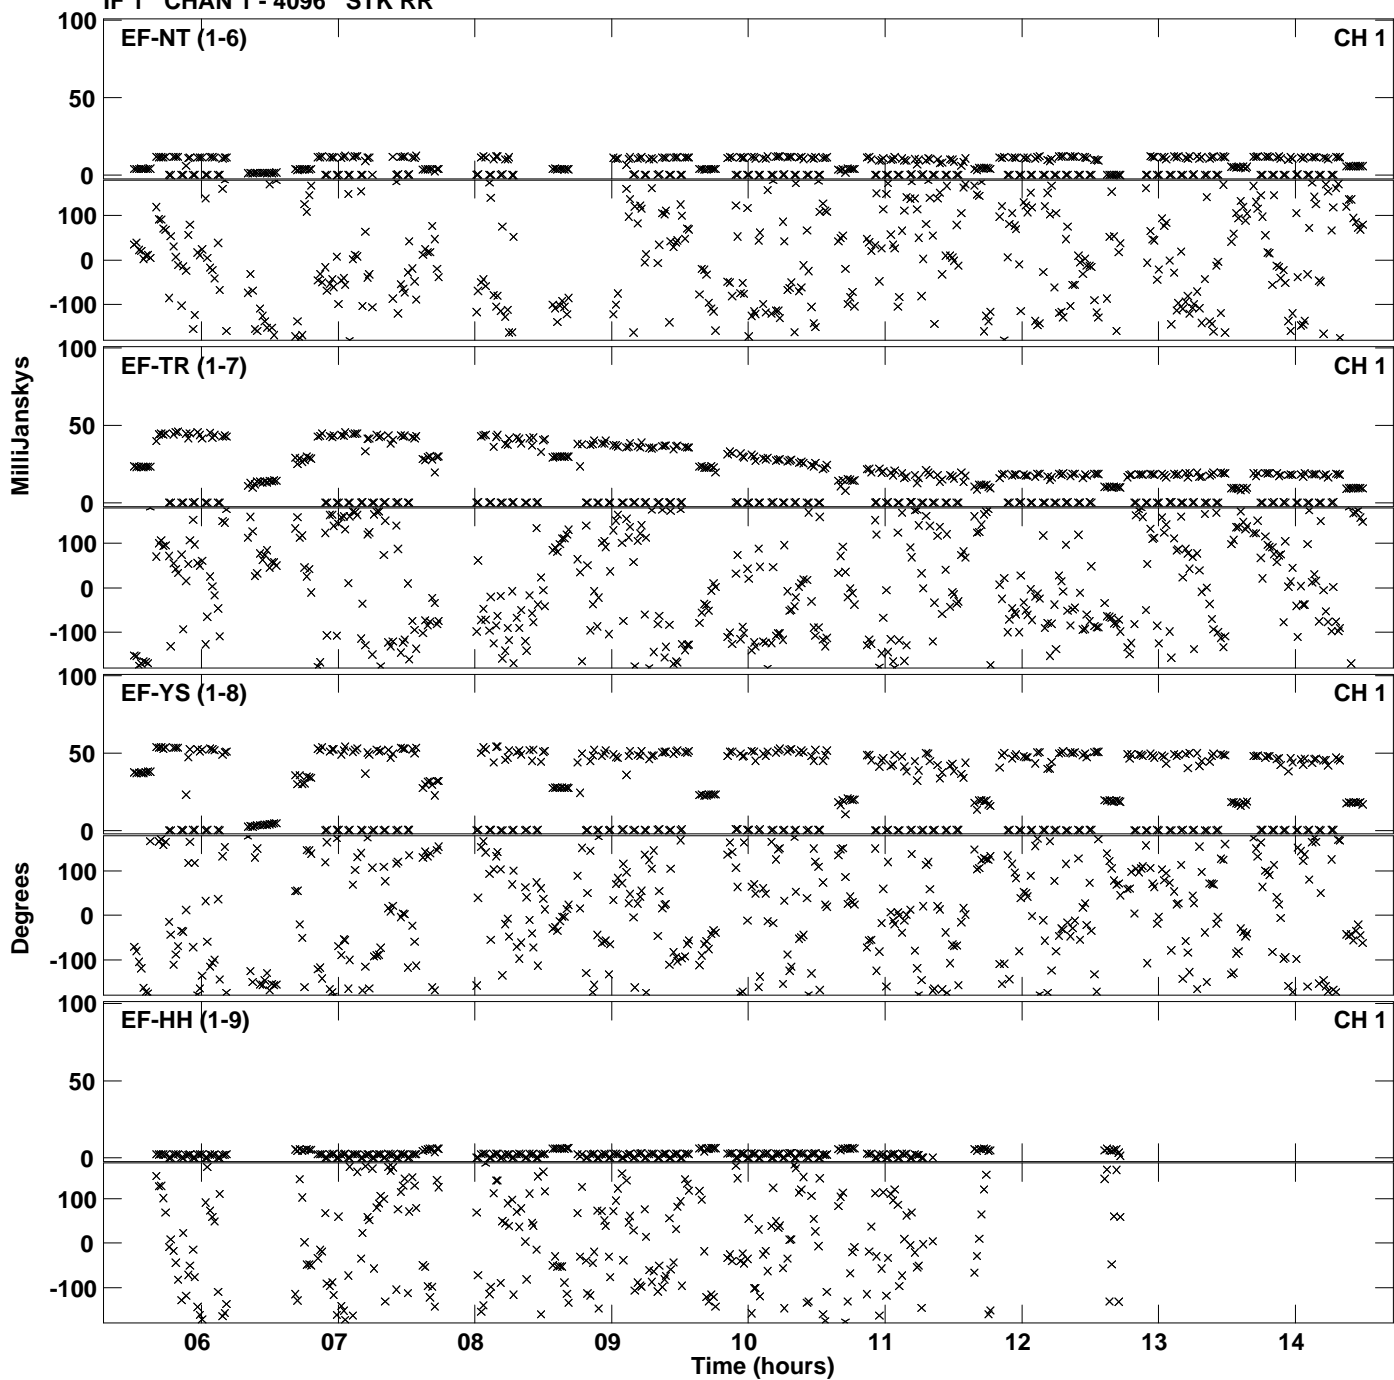 IF 1 CHAN 1 - 4096 STK RR
100
EF-NT (1-6)
CH 1
50
0
100
0
-100
100
EF-TR (1-7)
CH 1
50
0
100
0
-100
100
EF-YS (1-8)
CH 1
50
0
100
0
-100
100
EF-HH (1-9)
CH 1
50
0
100
0
-100
MilliJanskys
Degrees
06 07 08 09 10 11 12 13 14
Time (hours)